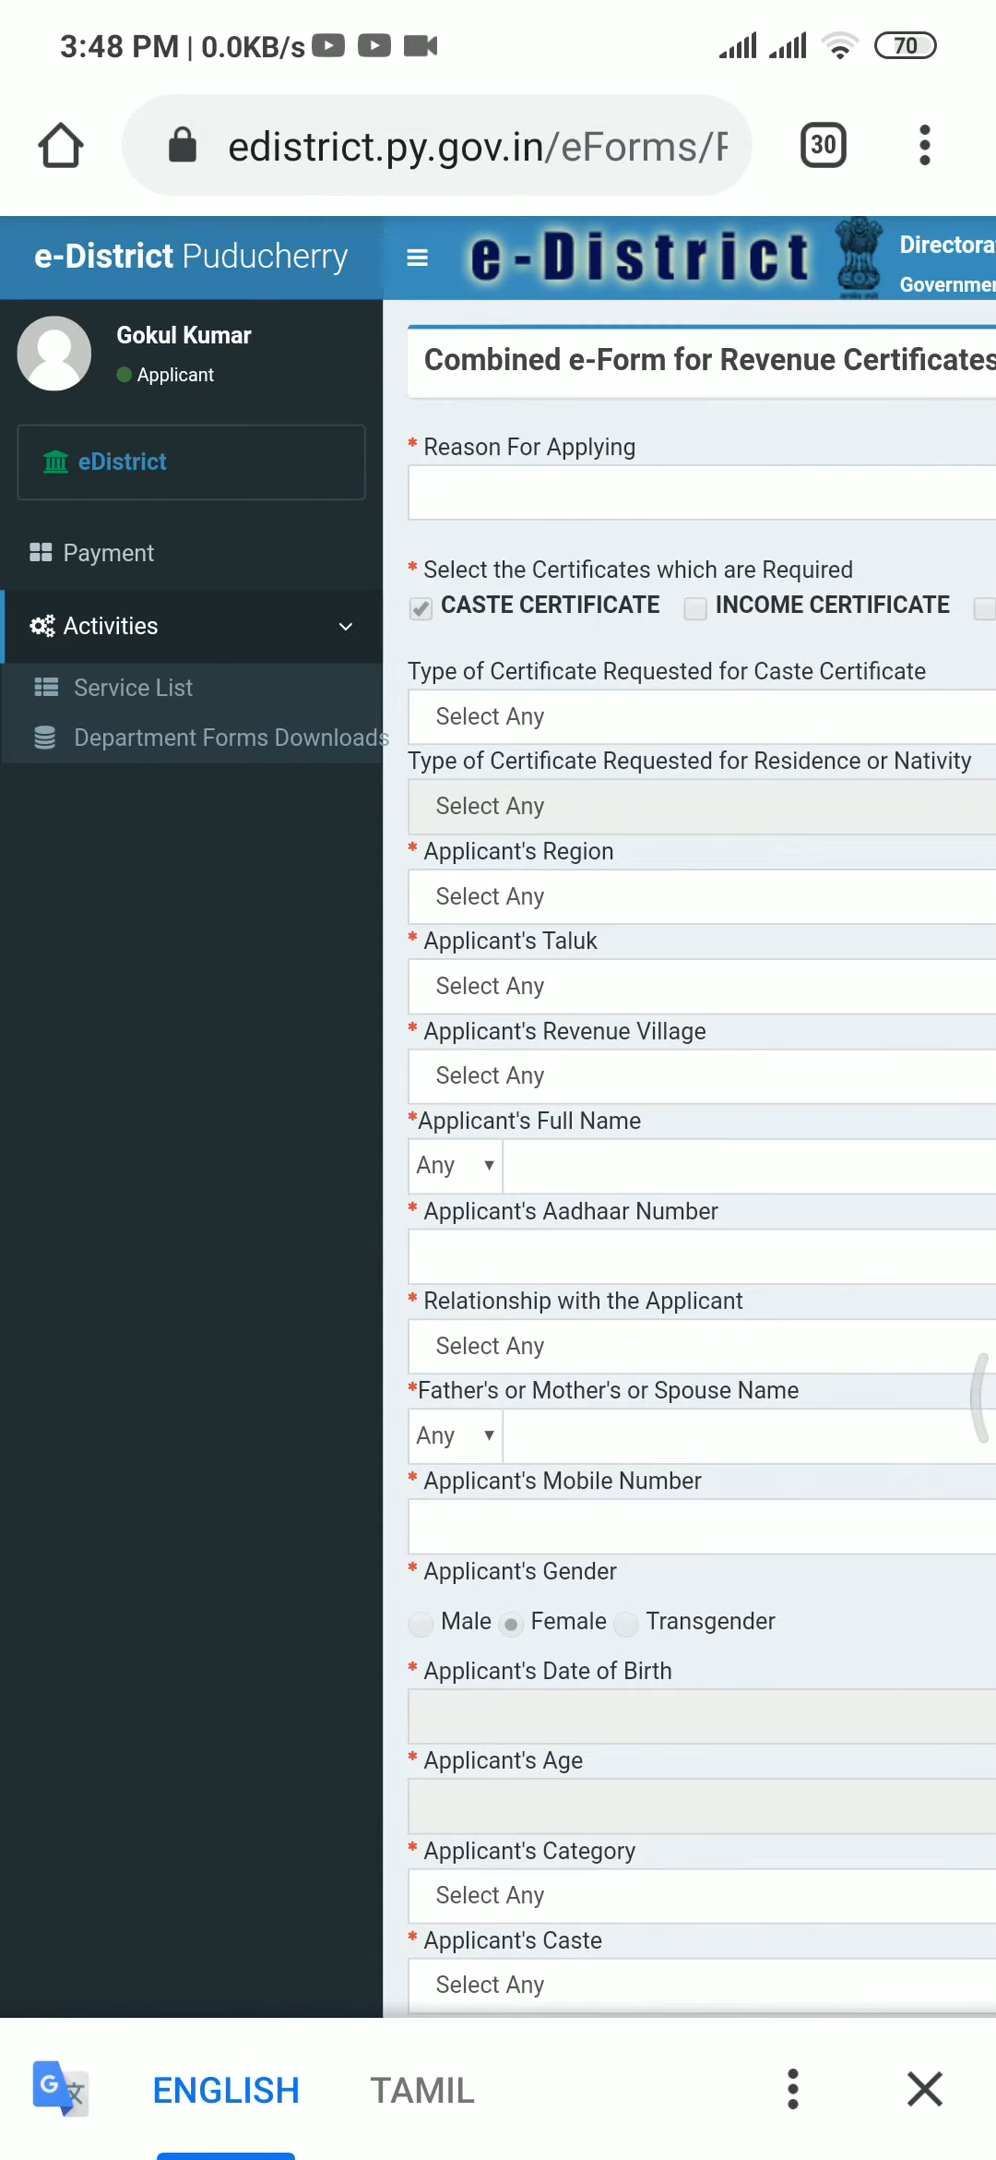 3:48 PM | 0.0KB/s
70
edistrict.py.gov.in/eForms/F
30
e-District Puducherry
e-District
Directora
Governmen
Gokul Kumar
Applicant
eDistrict
Payment
Activities
Service List
Department Forms Downloads
Combined e-Form for Revenue Certificates
* Reason For Applying
* Select the Certificates which are Required
CASTE CERTIFICATE INCOME CERTIFICATE
Type of Certificate Requested for Caste Certificate
Select Any
Type of Certificate Requested for Residence or Nativity
Select Any
* Applicant's Region
Select Any
* Applicant's Taluk
Select Any
* Applicant's Revenue Village
Select Any
*Applicant's Full Name
Any
* Applicant's Aadhaar Number
* Relationship with the Applicant
Select Any
*Father's or Mother's or Spouse Name
Any
* Applicant's Mobile Number
* Applicant's Gender
Male Female Transgender
* Applicant's Date of Birth
* Applicant's Age
* Applicant's Category
Select Any
* Applicant's Caste
Select Any
G 文
ENGLISH TAMIL